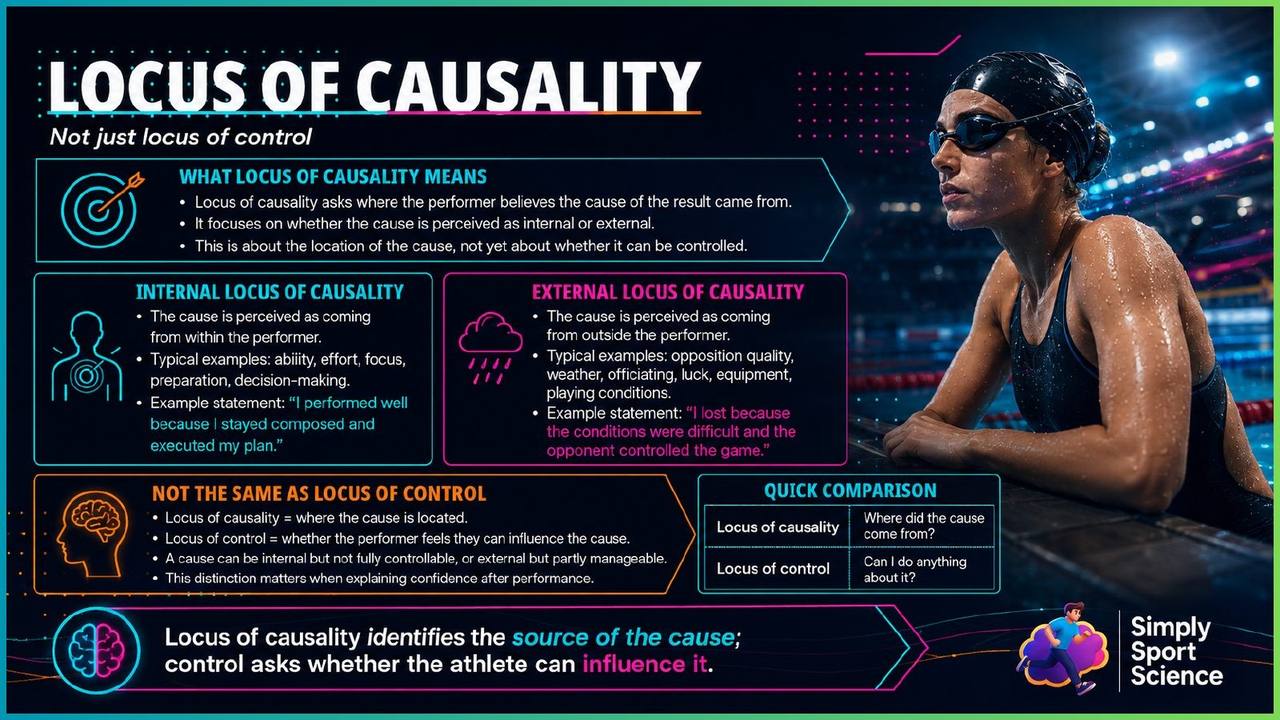 LOCUS OF CAUSALITY
Not just locus of control
WHAT LOCUS OF CAUSALITY MEANS
• Locus of causality asks where the performer believes the cause of the result came from.
• It focuses on whether the cause is perceived as internal or external.
• This is about the location of the cause, not yet about whether it can be controlled.
INTERNAL LOCUS OF CAUSALITY
• The cause is perceived as coming
from within the performer.
• Typical examples: ability, effort, focus,
preparation, decision-making.
• Example statement: “I performed well
because I stayed composed and
executed my plan.”
EXTERNAL LOCUS OF CAUSALITY
• The cause is perceived as coming
from outside the performer.
• Typical examples: opposition quality,
weather, officiating, luck, equipment,
playing conditions.
• Example statement: “I lost because
the conditions were difficult and the
opponent controlled the game.”
NOT THE SAME AS LOCUS OF CONTROL
• Locus of causality = where the cause is located.
• Locus of control = whether the performer feels they can influence the cause.
• A cause can be internal but not fully controllable, or external but partly manageable.
• This distinction matters when explaining confidence after performance.
QUICK COMPARISON
Locus of causality
Where did the cause
come from?
Locus of control
Can I do anything
about it?
Locus of causality identifies the source of the cause;
control asks whether the athlete can influence it.
Simply
Sport
Science